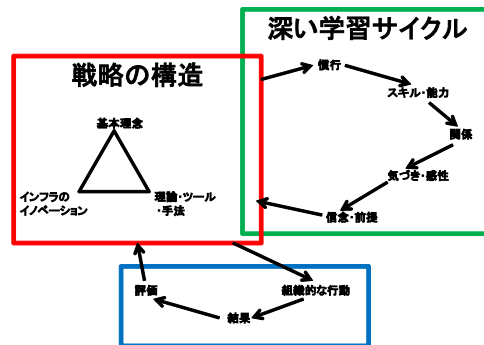 深い学習サイクル
戦略の構造
慣行
スキル・能力
関係
気づき・感性
信念・前提
基本理念
インフラの
イノベーション
理論・ツール
・手法
評価
組織的な行動
結果